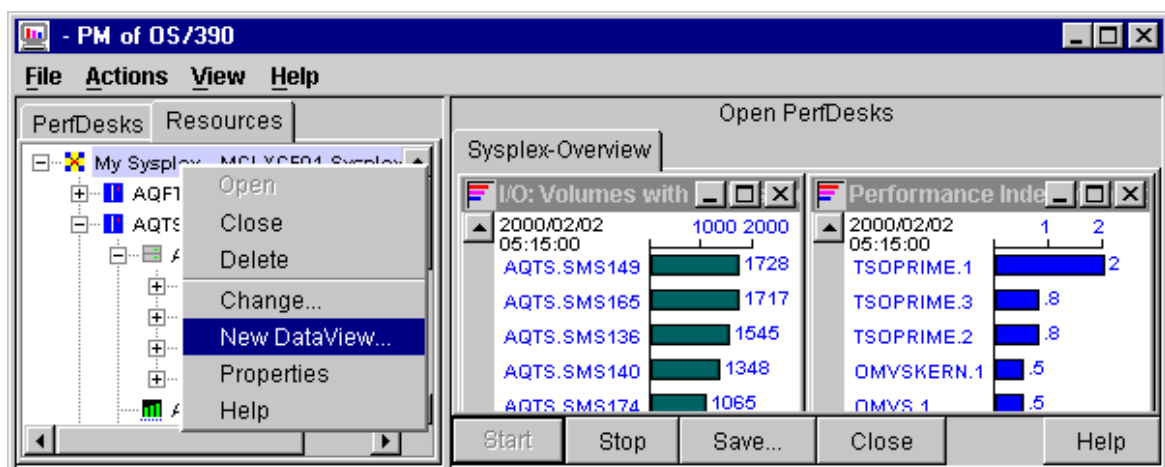 - PM of OS/390
File Actions View Help
PerfDesks Resources
Open PerfDesks
My Sysplex MCLXCF01 Sysplex
AQFT
AQTS
Open
Close
Delete
Change...
New DataView...
Properties
Help
Sysplex-Overview
I/O: Volumes with
2000/02/02
05:15:00
1000 2000
AQTS.SMS149 1728
AQTS.SMS165 1717
AQTS.SMS136 1545
AQTS.SMS140 1348
AQTS.SMS174 1065
Performance Inde
2000/02/02
05:15:00
1 2
TSOPRIME.1 2
TSOPRIME.3 .8
TSOPRIME.2 .8
OMVSKERN.1 .5
OMVS.1 .5
Start Stop Save... Close Help